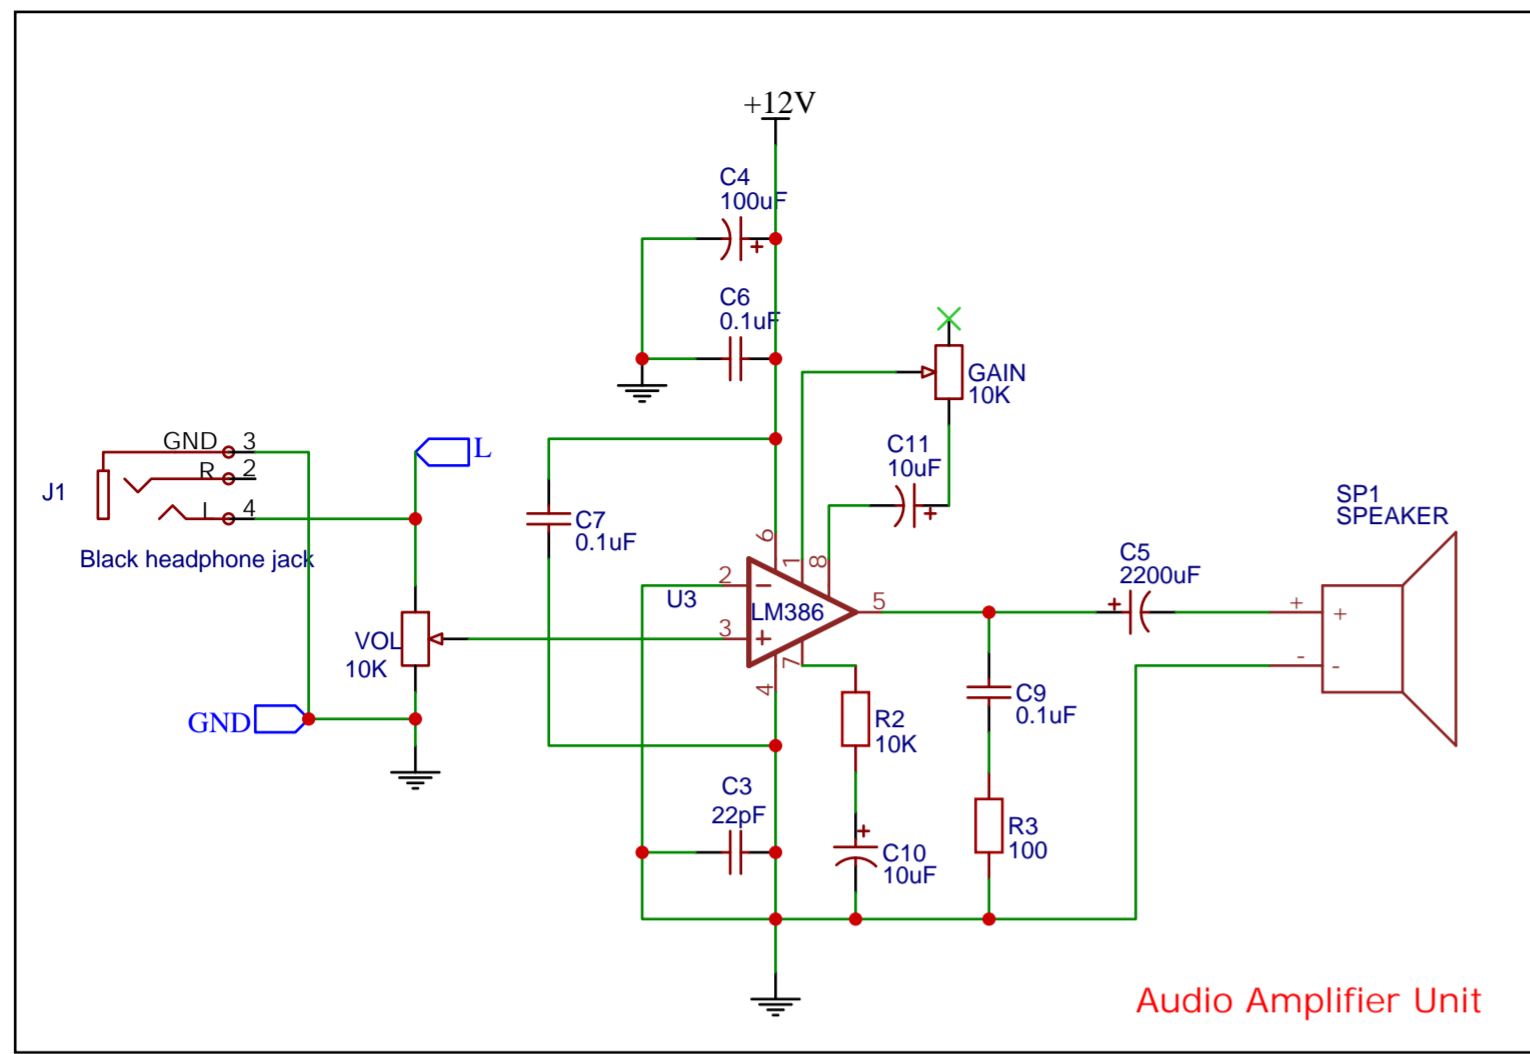 +12V
C4
100uF
+
C6
0.1uF
GAIN
10K
C11
10uF
+
GND 3
R 2
L 4
J1
Black headphone jack
L
C7
0.1uF
SP1
SPEAKER
6
1
8
C5
2200uF
+
2
−
U3
LM386
5
3
+
7
4
+
+
-
-
VOL
10K
GND
C9
0.1uF
R2
10K
C3
22pF
+
C10
10uF
R3
100
Audio Amplifier Unit